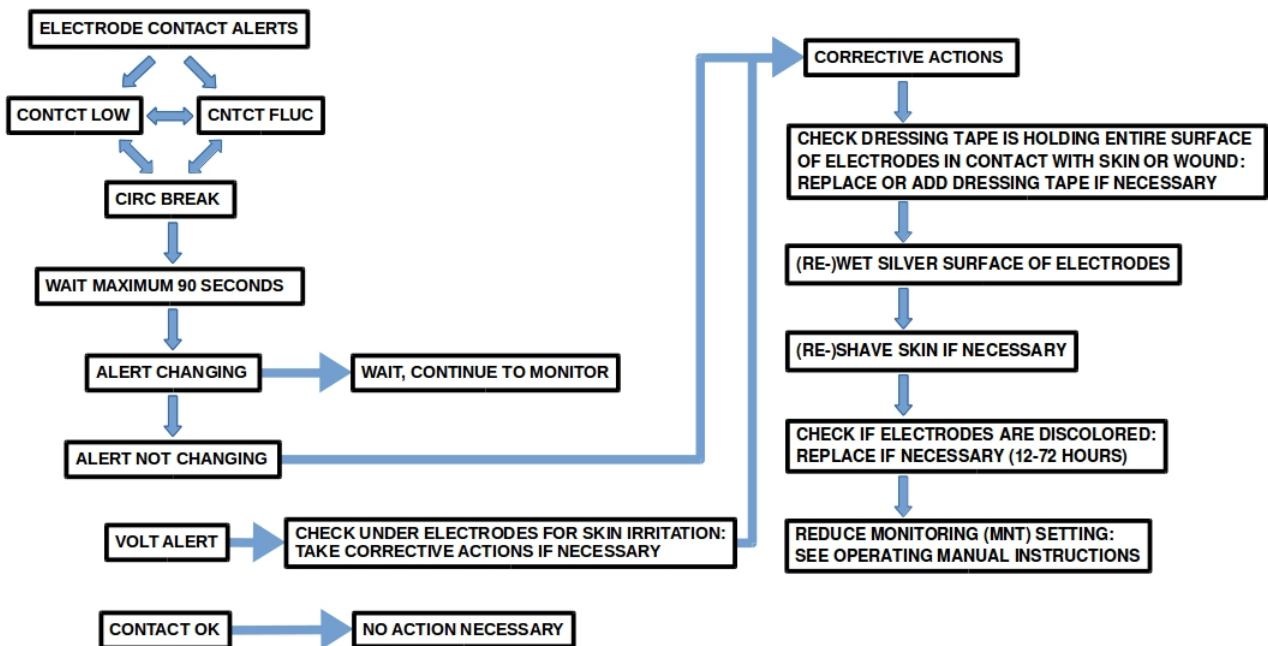 ELECTRODE CONTACT ALERTS
CONTCT LOW
CNTCT FLUC
CIRC BREAK
WAIT MAXIMUM 90 SECONDS
ALERT CHANGING
WAIT, CONTINUE TO MONITOR
ALERT NOT CHANGING
VOLT ALERT
CHECK UNDER ELECTRODES FOR SKIN IRRITATION:
TAKE CORRECTIVE ACTIONS IF NECESSARY
CONTACT OK
NO ACTION NECESSARY
CORRECTIVE ACTIONS
CHECK DRESSING TAPE IS HOLDING ENTIRE SURFACE
OF ELECTRODES IN CONTACT WITH SKIN OR WOUND:
REPLACE OR ADD DRESSING TAPE IF NECESSARY
(RE-)WET SILVER SURFACE OF ELECTRODES
(RE-)SHAVE SKIN IF NECESSARY
CHECK IF ELECTRODES ARE DISCOLORED:
REPLACE IF NECESSARY (12-72 HOURS)
REDUCE MONITORING (MNT) SETTING:
SEE OPERATING MANUAL INSTRUCTIONS